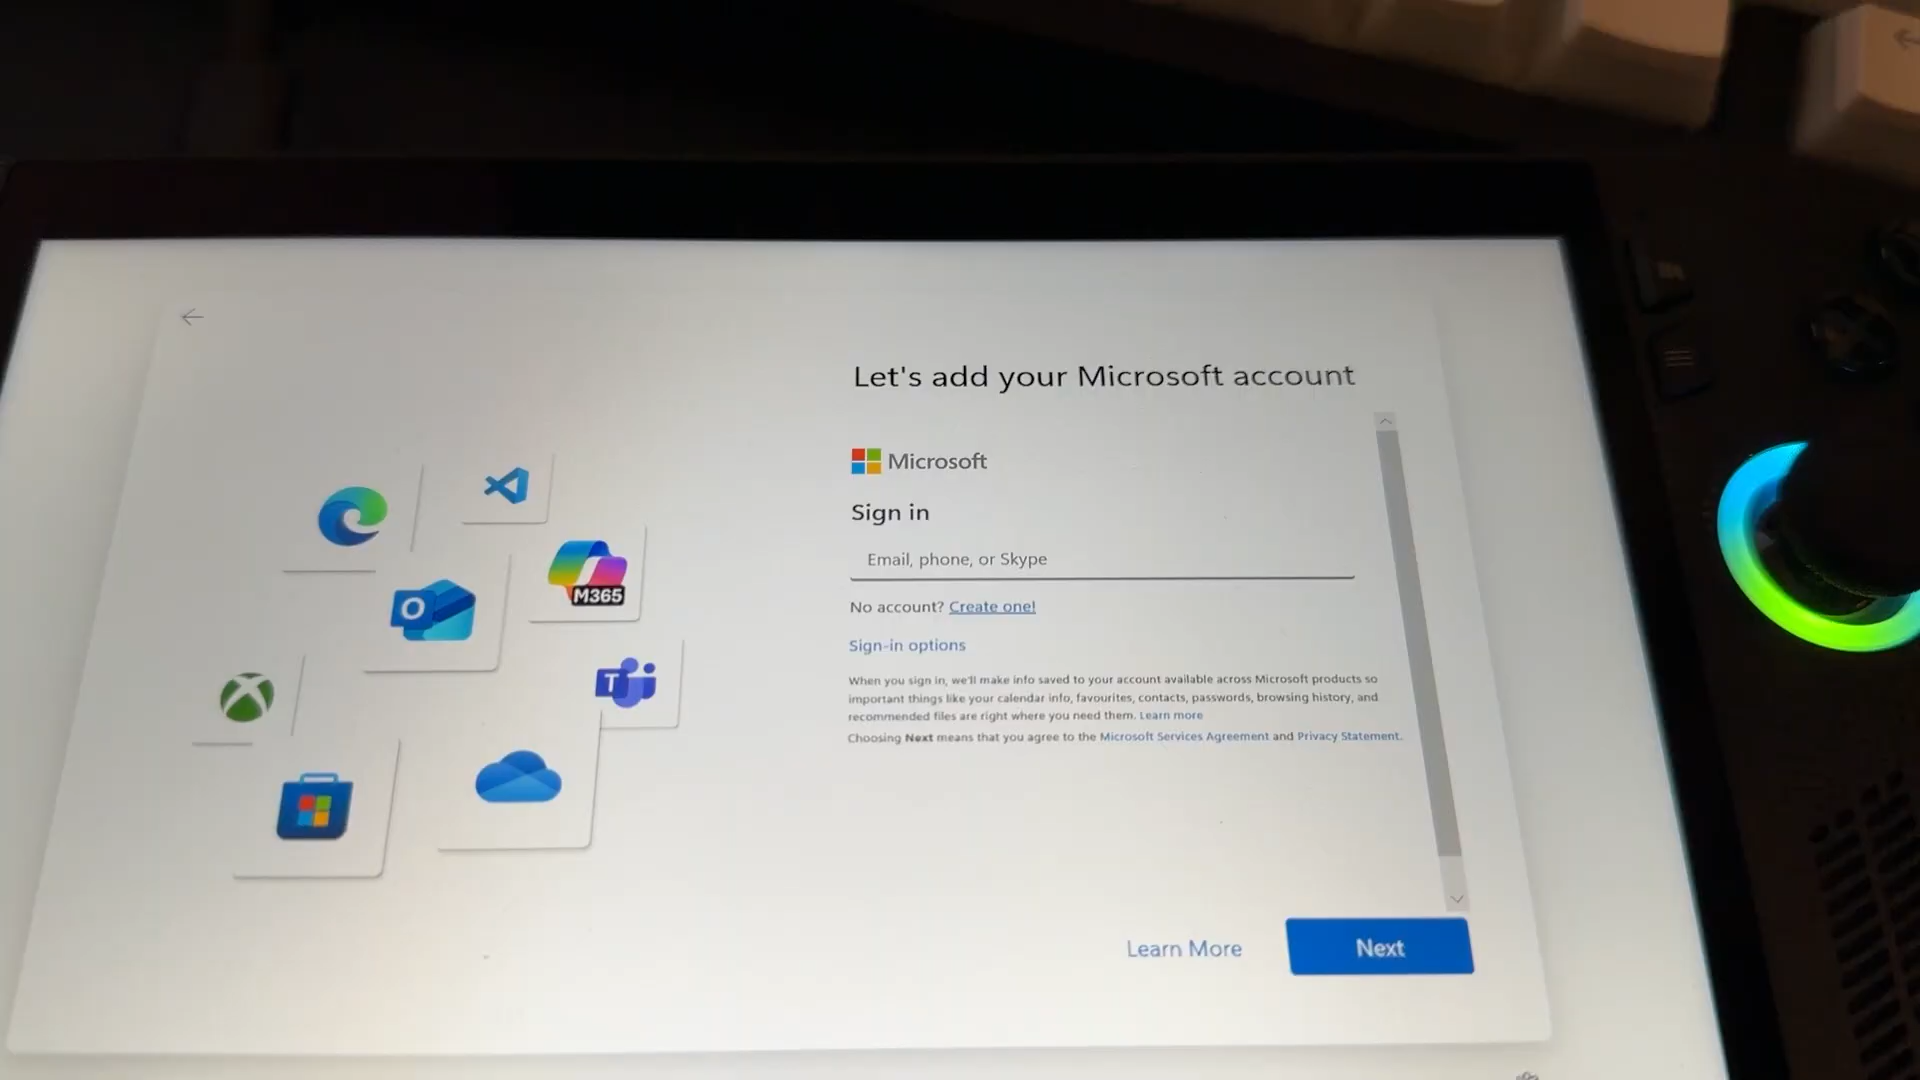 Let's add your Microsoft account
Microsoft
Sign in
Email, phone, or Skype
No account? Create one!
Sign-in options
When you sign in, we'll make info saved to your account available across Microsoft products so
important things like your calendar info, favourites, contacts, passwords, browsing history, and
recommended files are right where you need them. Learn more
Choosing Next means that you agree to the Microsoft Services Agreement and Privacy Statement.
Learn More
Next
O
M365
T